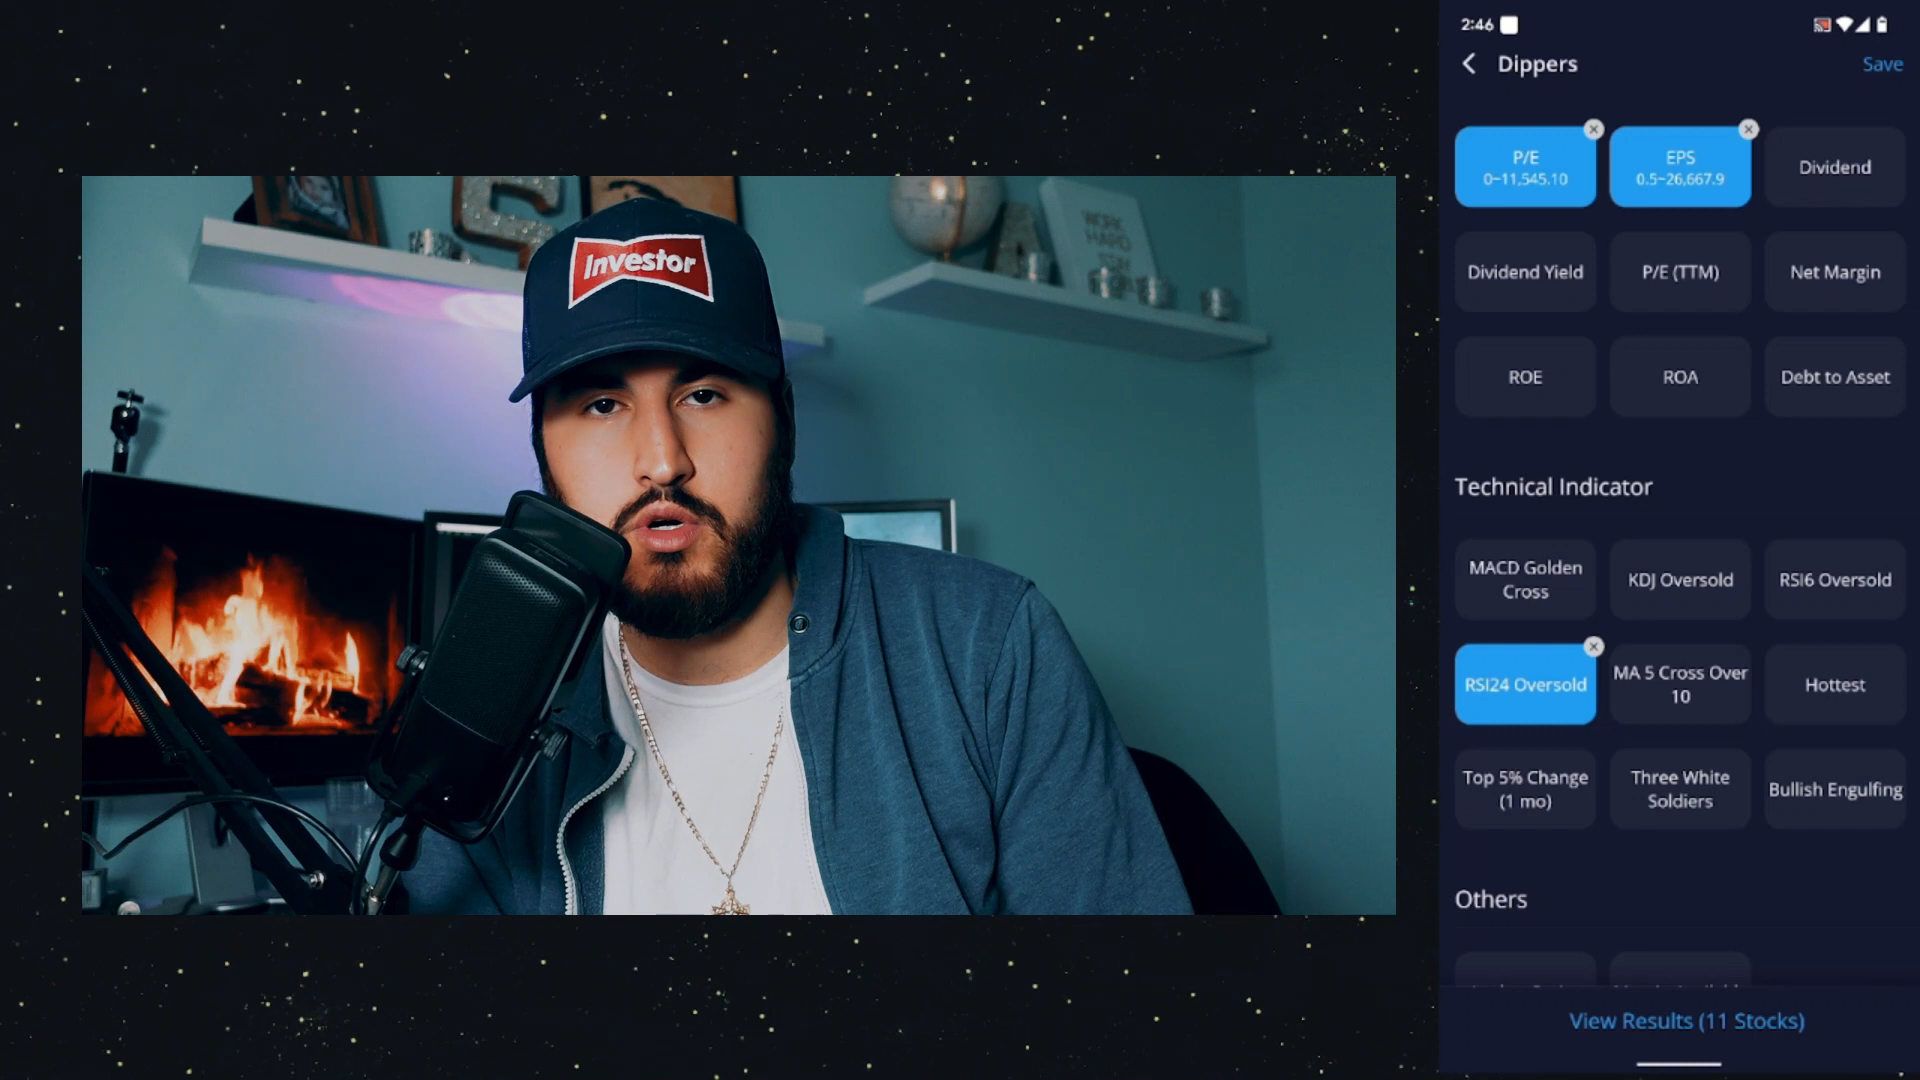 2:46
Dippers
Save
P/E
0~11,545.10
EPS
0.5~26,667.9
Dividend
Dividend Yield
P/E (TTM)
Net Margin
ROE
ROA
Debt to Asset
Technical Indicator
MACD Golden
Cross
KDJ Oversold
RSI6 Oversold
RSI24 Oversold
MA 5 Cross Over
10
Hottest
Top 5% Change
(1 mo)
Three White
Soldiers
Bullish Engulfing
Others
View Results (11 Stocks)
Investor
WORK
HARD